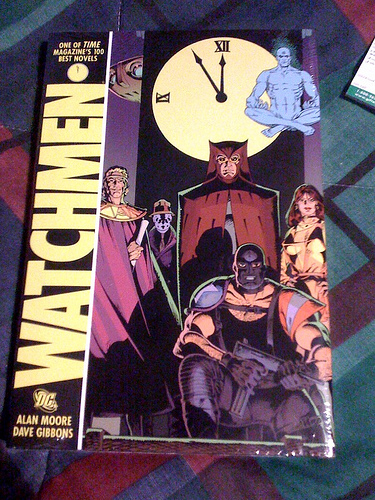 ONE OF TIME
MAGAZINE'S 100
BEST NOVELS
WATCHMEN
DC
ALAN MOORE
DAVE GIBBONS
XII
IX